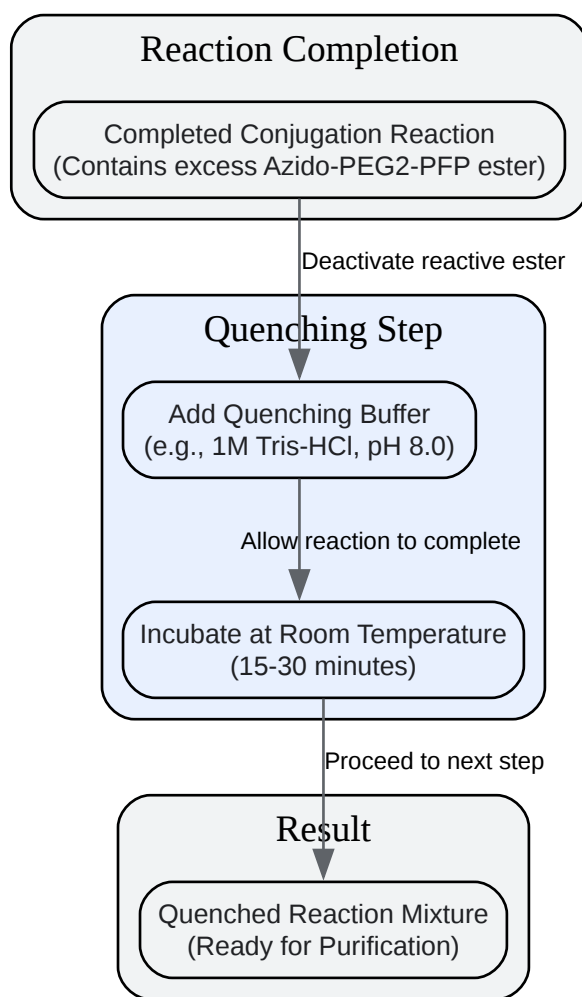 Reaction Completion
Completed Conjugation Reaction
(Contains excess Azido-PEG2-PFP ester)
Deactivate reactive ester
Quenching Step
Add Quenching Buffer
(e.g., 1M Tris-HCl, pH 8.0)
Allow reaction to complete
Incubate at Room Temperature
(15-30 minutes)
Proceed to next step
Result
Quenched Reaction Mixture
(Ready for Purification)